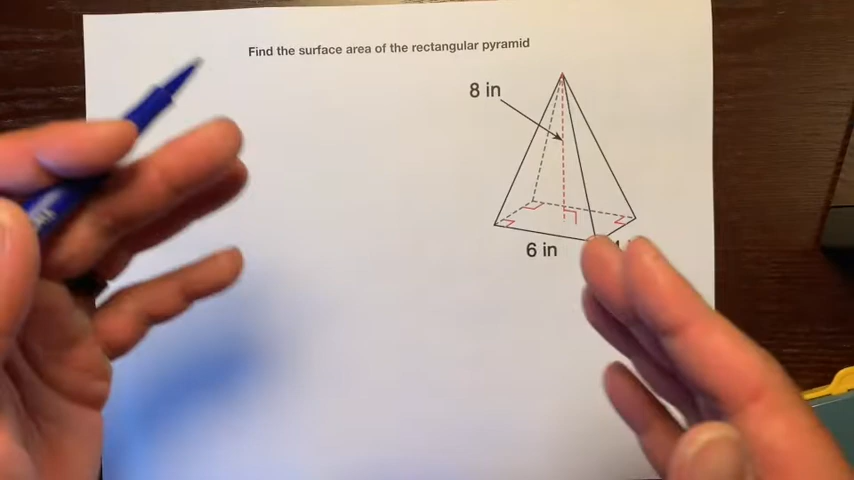 Find the surface area of the rectangular pyramid
8 in
6 in